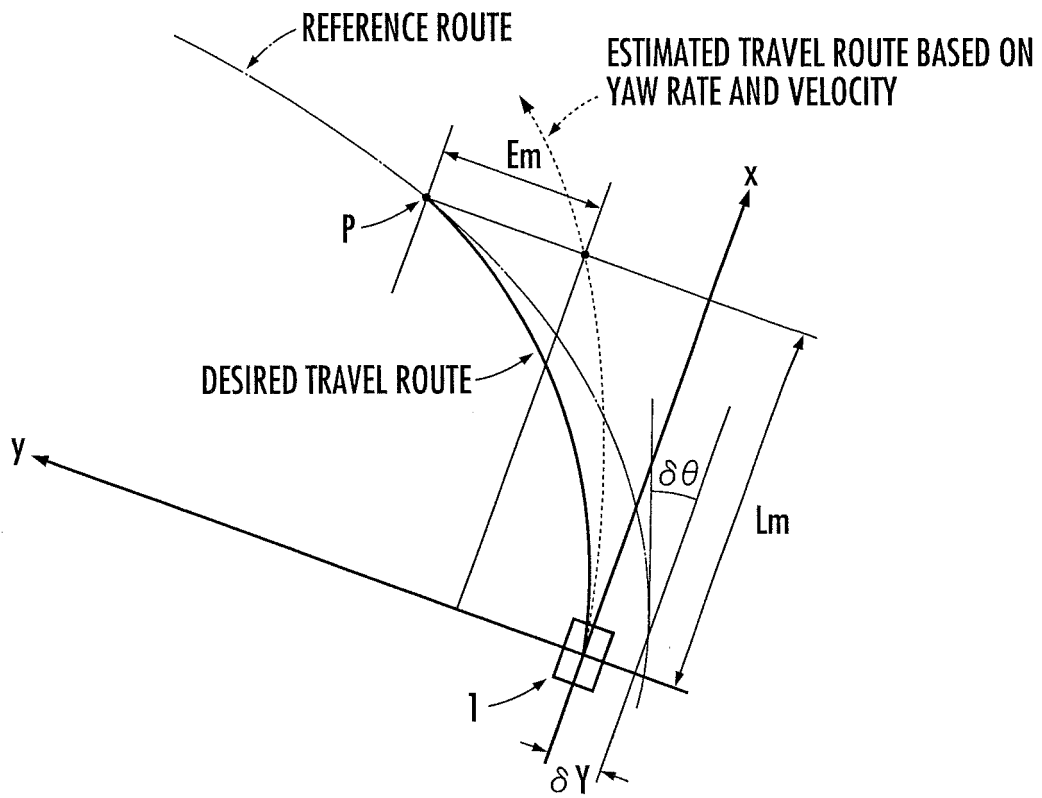 REFERENCE ROUTE
ESTIMATED TRAVEL ROUTE BASED ON
YAW RATE AND VELOCITY
Em
x
P
DESIRED TRAVEL ROUTE
y
δθ
Lm
1
δY